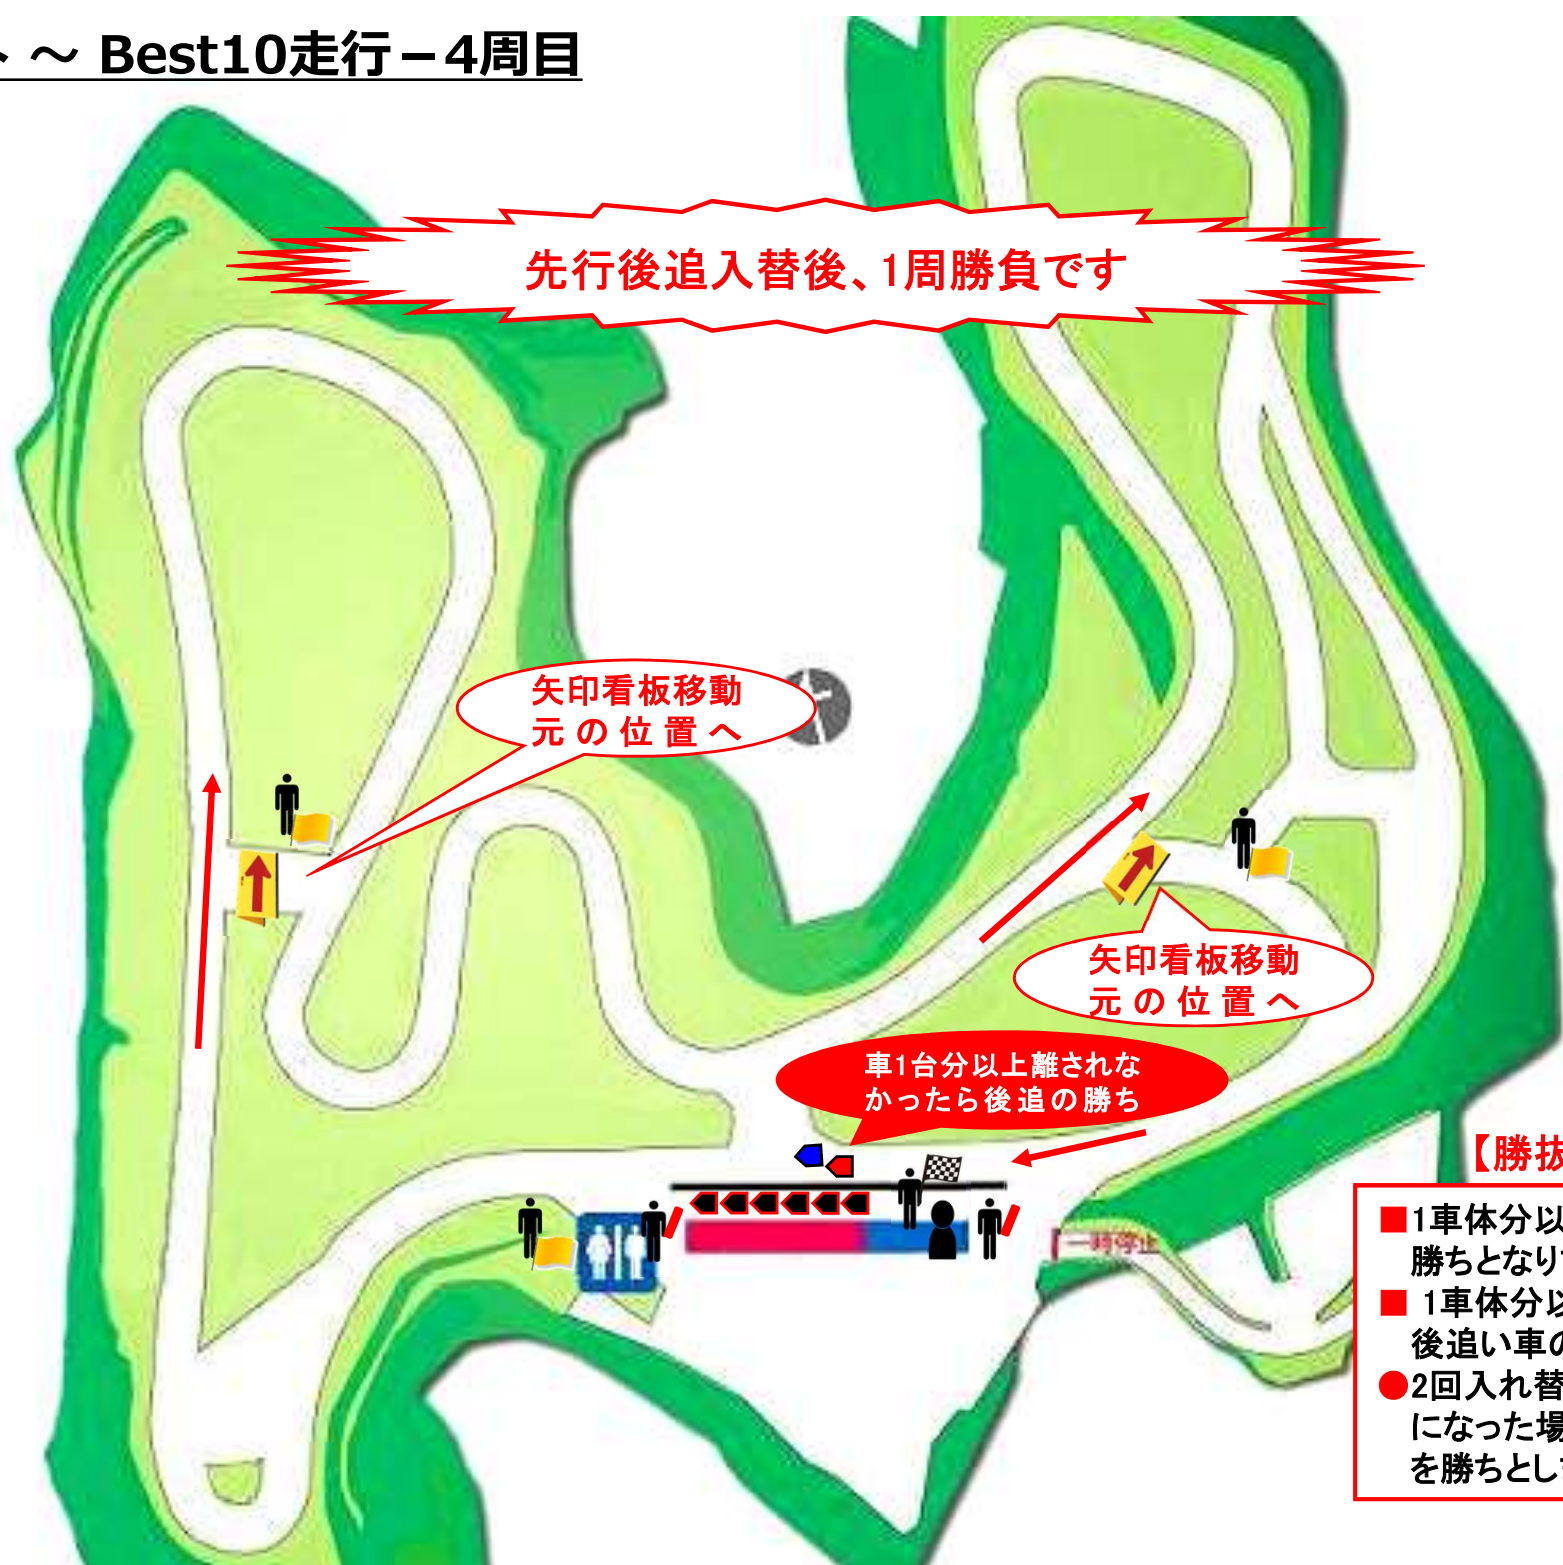 ～ Best10走行－4周目
先行後追入替後、1周勝負です
矢印看板移動
元の位置へ
矢印看板移動
元の位置へ
車1台分以上離されな
かったら後追の勝ち
一時停止
【勝抜
■1車体分以
勝ちとなり
■ 1車体分以
後追い車の
●2回入れ替
になった場
を勝ちとし